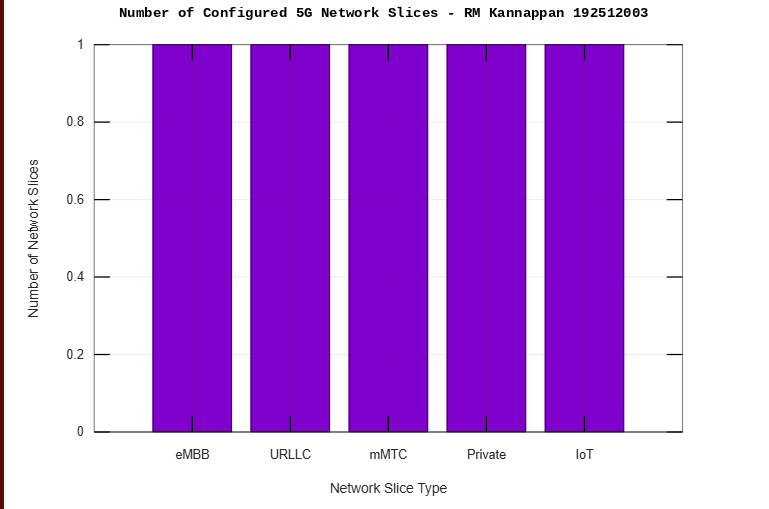 Number of Configured 5G Network Slices - RM Kannappan 192512003
1
0.8
0.6
0.4
0.2
0
Number of Network Slices
eMBB URLLC mMTC Private IoT
Network Slice Type